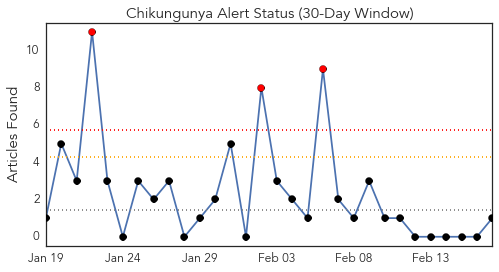 Chikungunya Alert Status (30-Day Window)
Articles Found
10
8
6
4
2
0
Jan 19 Jan 24 Jan 29 Feb 03 Feb 08 Feb 13